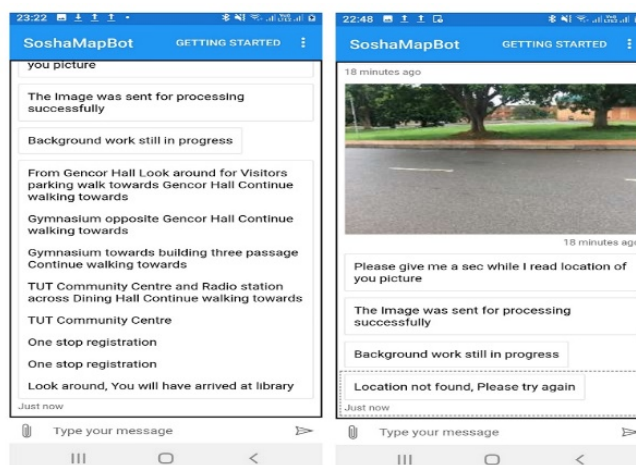 23:22
SoshaMapBot GETTING STARTED
you picture
The Image was sent for processing
successfully
Background work still in progress
From Gencor Hall Look around for Visitors
parking walk towards Gencor Hall Continue
walking towards
Gymnasium opposite Gencor Hall Continue
walking towards
Gymnasium towards building three passage
Continue walking towards
TUT Community Centre and Radio station
across Dining Hall Continue walking towards
TUT Community Centre
One stop registration
One stop registration
Look around, You will have arrived at library
Just now
Type your message
22:48
SoshaMapBot GETTING STARTED
18 minutes ago
18 minutes ago
Please give me a sec while I read location of
you picture
The Image was sent for processing
successfully
Background work still in progress
Location not found, Please try again
Just now
Type your message